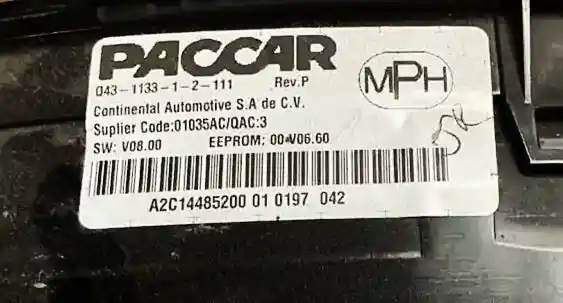 PACCAR
Q43-1133-1-2-111 Rev.P
MPH
Continental Automotive S.A de C.V.
Suplier Code:01035AC/QAC:3
SW: V08.00 EEPROM: 00.V06.60
A2C14485200 01 0197 042